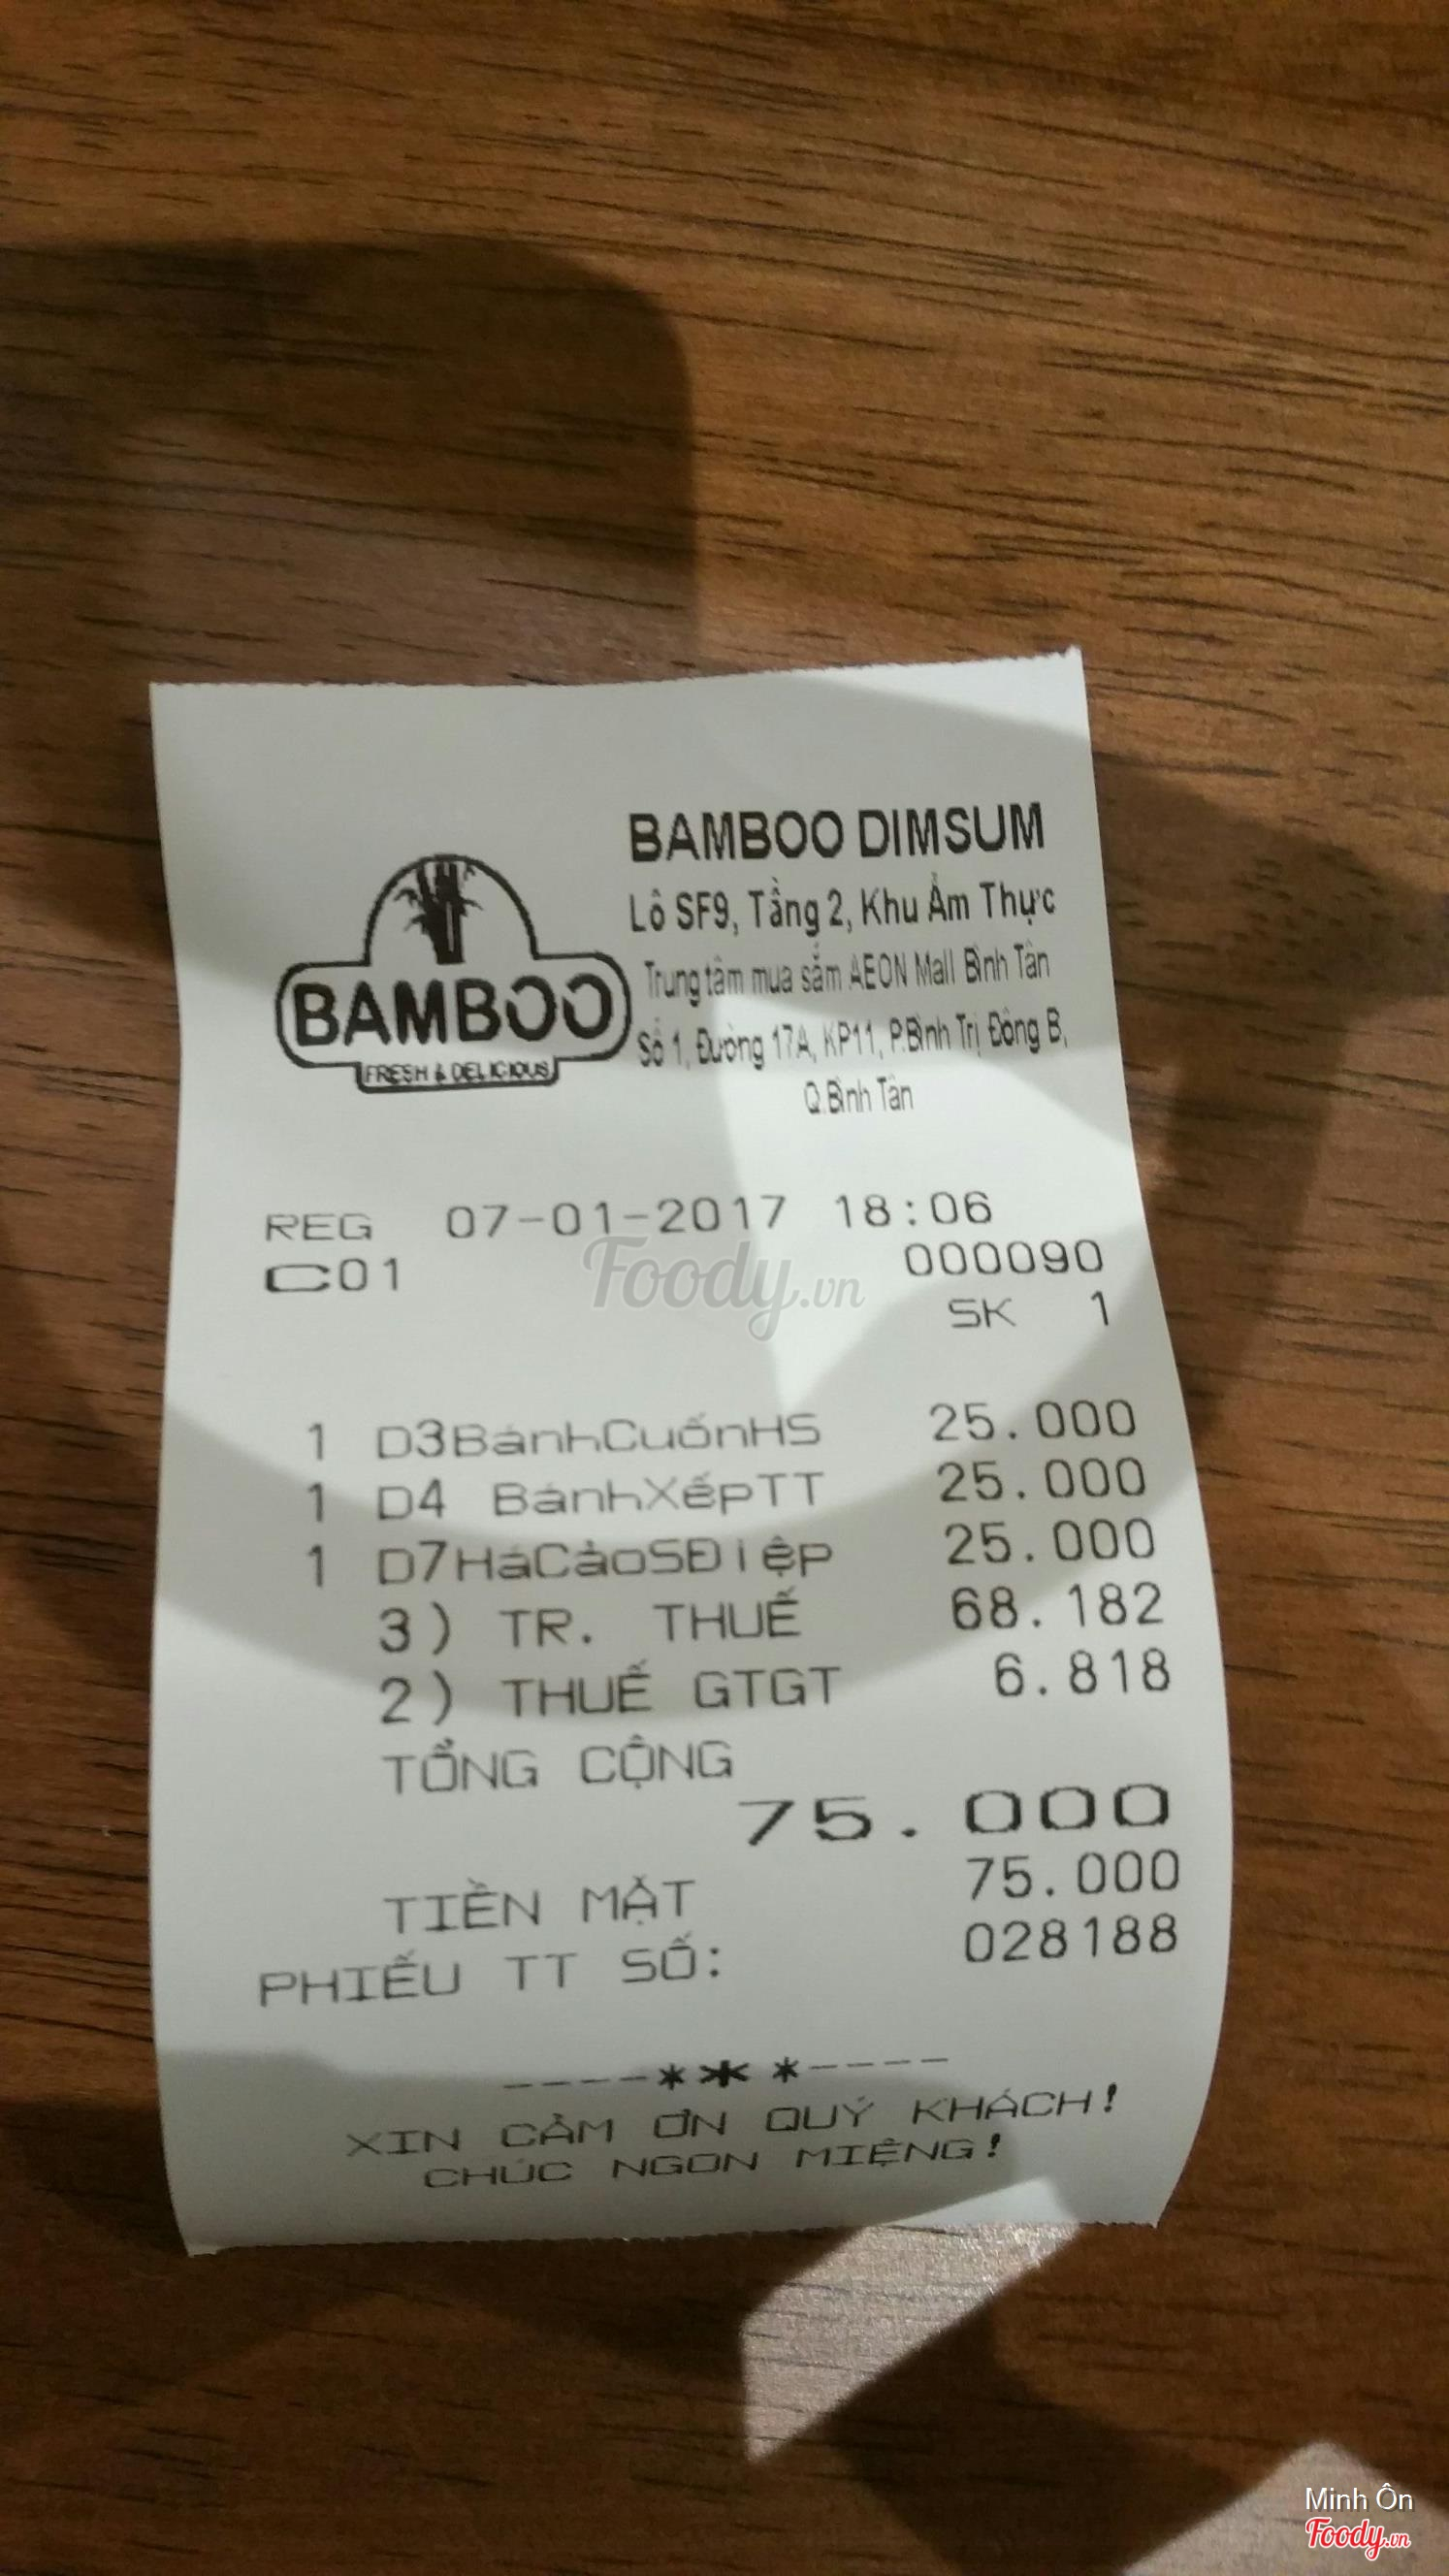 BAMBOO DIMSUM
Lô SF9, Tầng 2, Khu Ẩm Thực
Trung tâm mua sắm AEON Mall Bình Tân
Số 1, Đường 17A, KP11, P.Bình Trị Đông B,
Q.Bình Tân
BAMBOO
FRESH & DELICIOUS
REG 07-01-2017 18:06
C01 000090
SK 1
Foody.vn
1 D3BánhCuốnHS 25.000
1 D4 BánhXếpTT 25.000
1 D7HáCảoSĐiệp 25.000
3) TR. THUẾ 68.182
2) THUẾ GTGT 6.818
TỔNG CỘNG
75.000
TIỀN MẶT 75.000
PHIẾU TT SỐ: 028188
----***----
XIN CẢM ƠN QUÝ KHÁCH!
CHÚC NGON MIỆNG!
Minh Ôn
Foody.vn